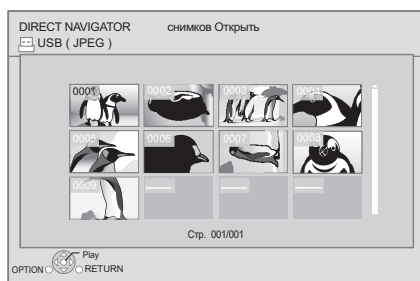 DIRECT NAVIGATOR снимков Открыть
USB ( JPEG )
0001 0002 0003 0004
0005 0006 0007 0008
0009 ---- ---- ----
Стр. 001/001
Play
OPTION RETURN